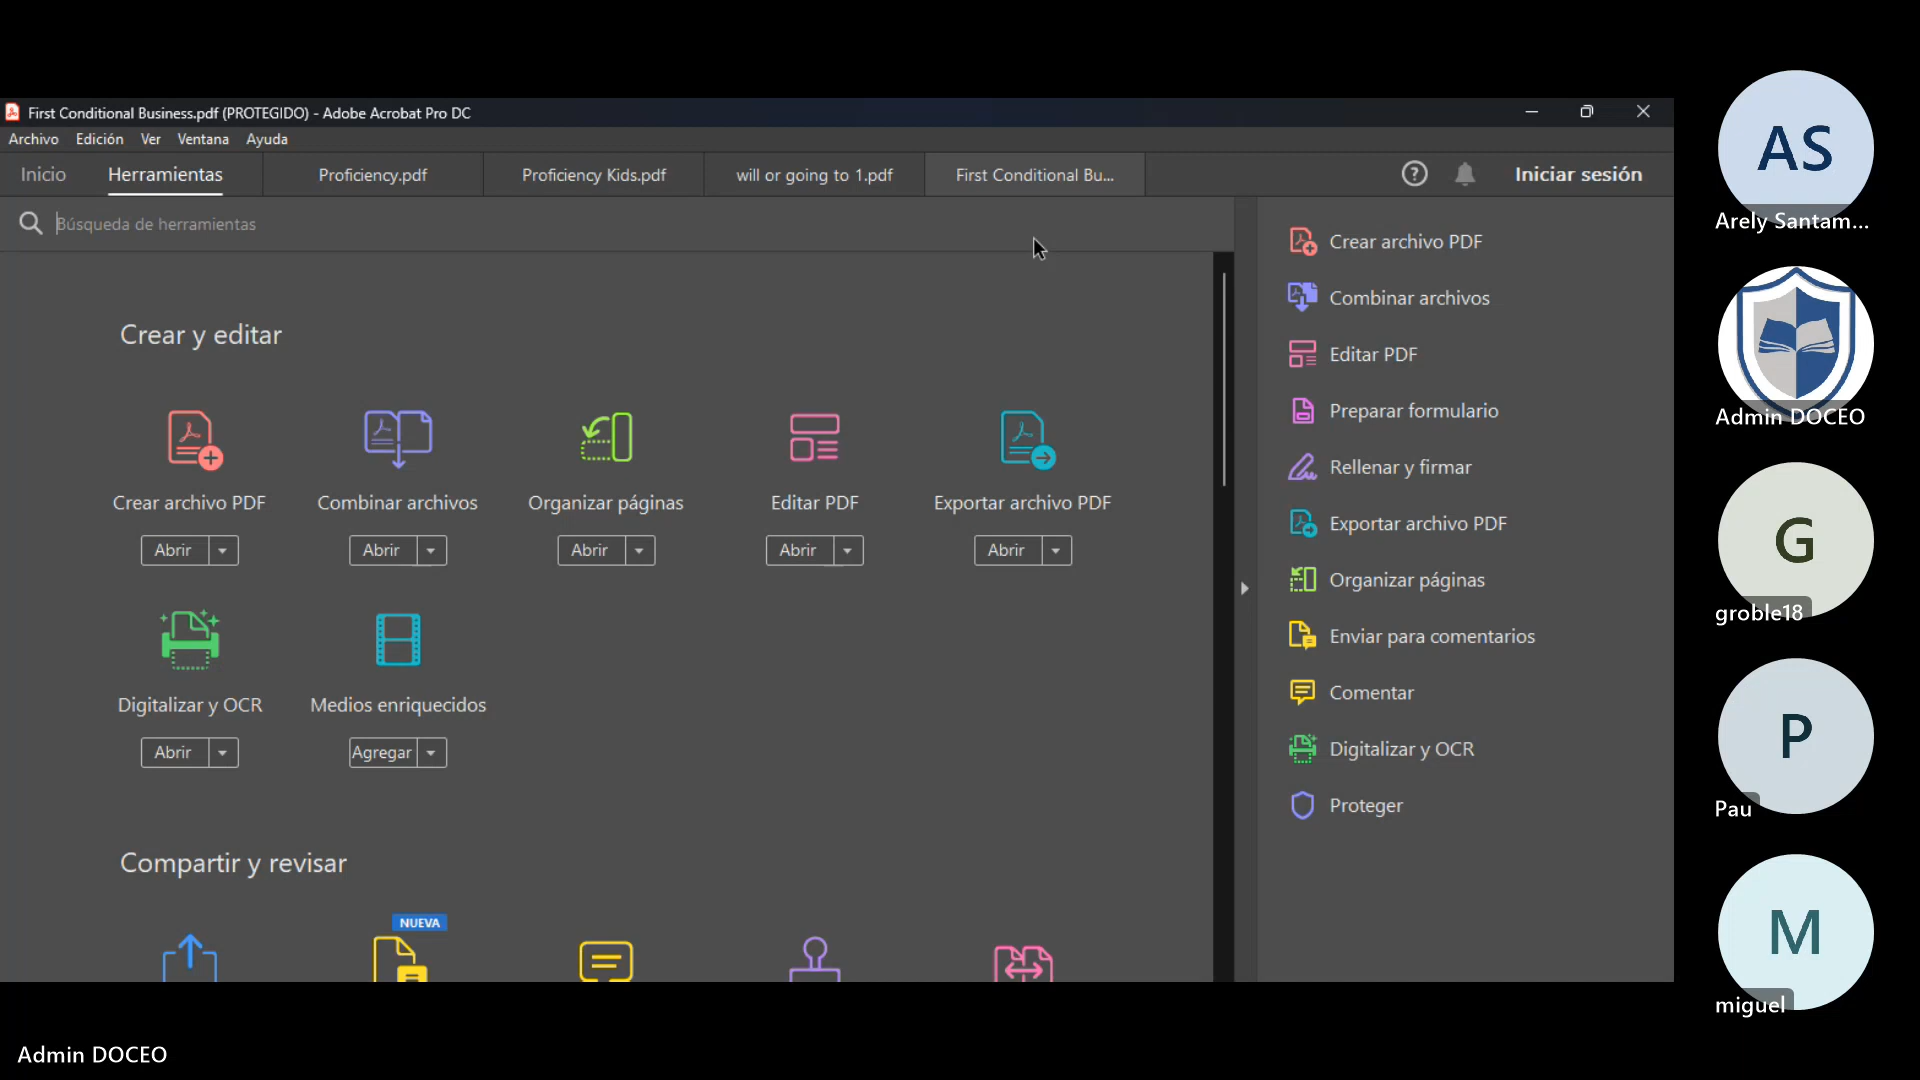 First Conditional Business.pdf (PROTEGIDO) - Adobe Acrobat Pro DC
Archivo Edición Ver Ventana Ayuda
Inicio Herramientas Proficiency.pdf Proficiency Kids.pdf will or going to 1.pdf First Conditional Bu... ? Iniciar sesión
Búsqueda de herramientas
Crear y editar
Crear archivo PDF Combinar archivos Organizar páginas Editar PDF Exportar archivo PDF
Abrir Abrir Abrir Abrir Abrir
Digitalizar y OCR Medios enriquecidos
Abrir Agregar
Compartir y revisar
NUEVA
Crear archivo PDF
Combinar archivos
Editar PDF
Preparar formulario
Rellenar y firmar
Exportar archivo PDF
Organizar páginas
Enviar para comentarios
Comentar
Digitalizar y OCR
Proteger
AS
Arely Santam...
Admin DOCEO
G
groble18
P
Pau
M
miguel
Admin DOCEO